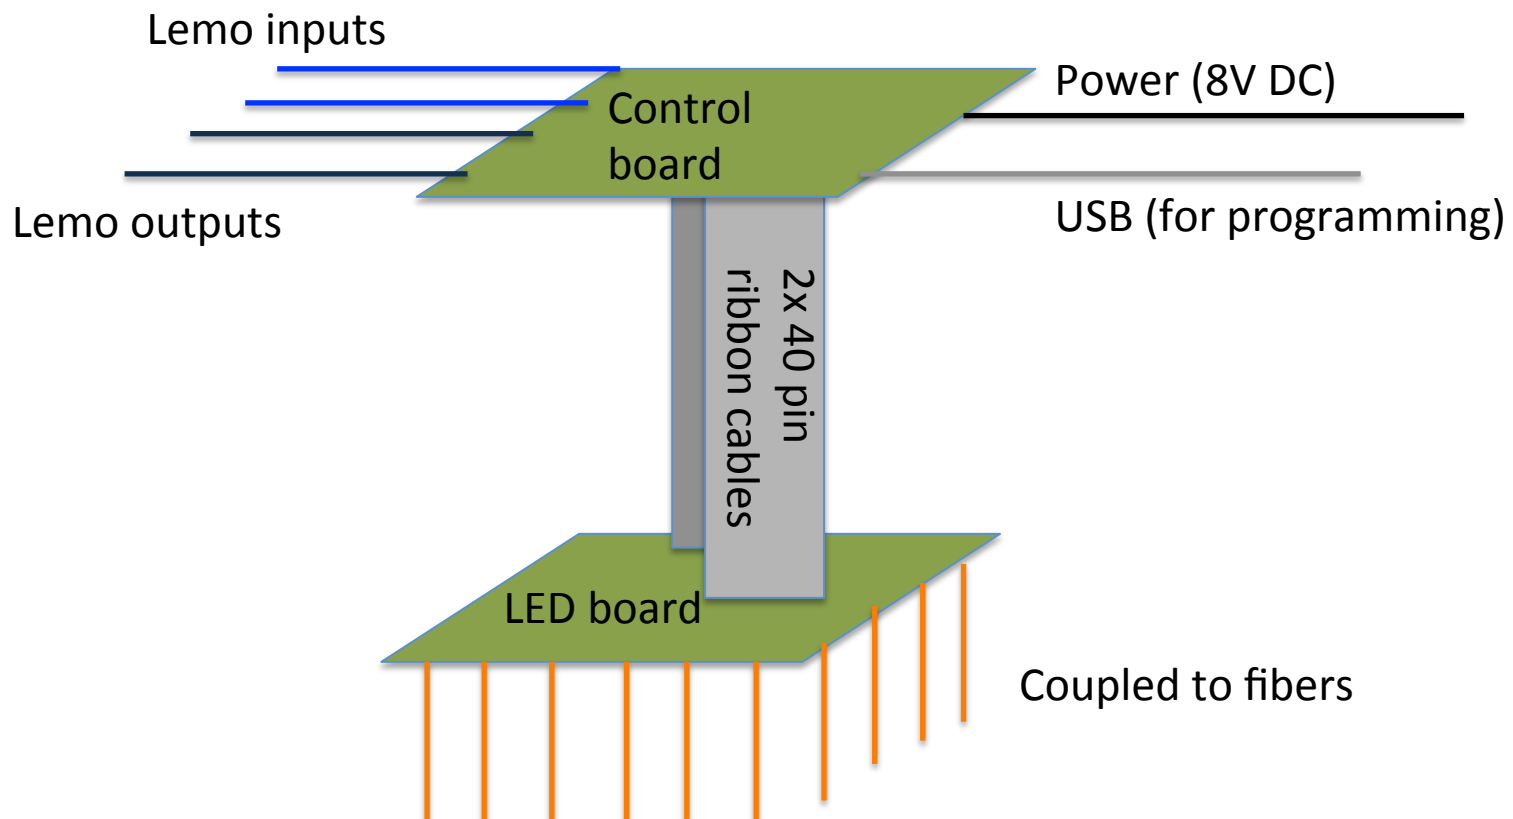 Lemo inputs
Control
board
Power (8V DC)
Lemo outputs
USB (for programming)
2x 40 pin
ribbon cables
LED board
Coupled to fibers